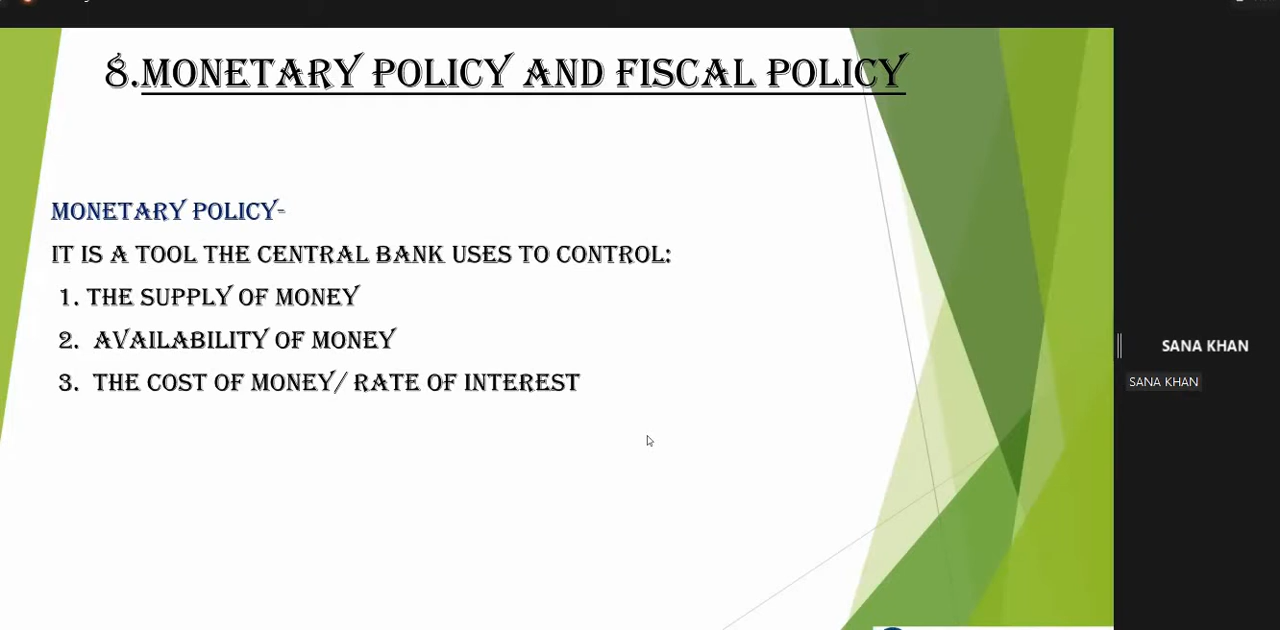 8.MONETARY POLICY AND FISCAL POLICY
MONETARY POLICY-
IT IS A TOOL THE CENTRAL BANK USES TO CONTROL:
1. THE SUPPLY OF MONEY
2. AVAILABILITY OF MONEY
3. THE COST OF MONEY/ RATE OF INTEREST
SANA KHAN
SANA KHAN